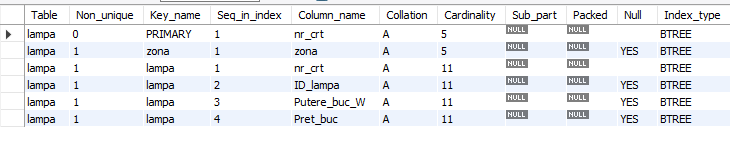 Table Non_unique Key_name Seq_in_index Column_name Collation Cardinality Sub_part Packed Null Index_type
lampa 0 PRIMARY 1 nr_crt A 5 NULL NULL BTREE
lampa 1 zona 1 zona A 5 NULL NULL YES BTREE
lampa 1 lampa 1 nr_crt A 11 NULL NULL BTREE
lampa 1 lampa 2 ID_lampa A 11 NULL NULL YES BTREE
lampa 1 lampa 3 Putere_buc_W A 11 NULL NULL YES BTREE
lampa 1 lampa 4 Pret_buc A 11 NULL NULL YES BTREE